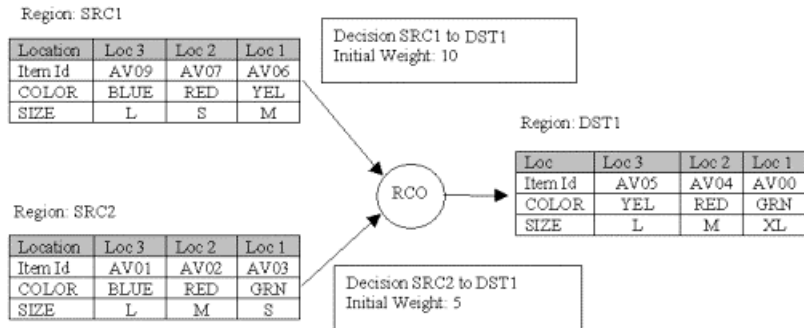 Region: SRC1
Location Loc 3 Loc 2 Loc 1
Item Id AV09 AV07 AV06
COLOR BLUE RED YEL
SIZE L S M
Decision SRC1 to DST1
Initial Weight: 10
Region: DST1
Loc Loc 3 Loc 2 Loc 1
Item Id AV05 AV04 AV00
COLOR YEL RED GRN
SIZE L M XL
RCO
Region: SRC2
Location Loc 3 Loc 2 Loc 1
Item Id AV01 AV02 AV03
COLOR BLUE RED GRN
SIZE L M S
Decision SRC2 to DST1
Initial Weight: 5